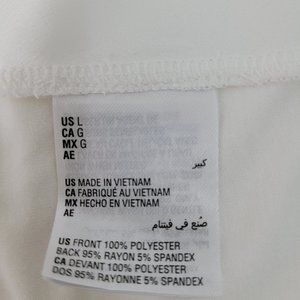 US L
CA G
MX G
AE
كبير
US MADE IN VIETNAM
CA FABRIQUÉ AU VIETNAM
MX HECHO EN VIETNAM
AE
صُنع في فيتنام
US FRONT 100% POLYESTER
BACK 95% RAYON 5% SPANDEX
CA DEVANT 100% POLYESTER
DOS 95% RAYONNE 5% SPANDEX